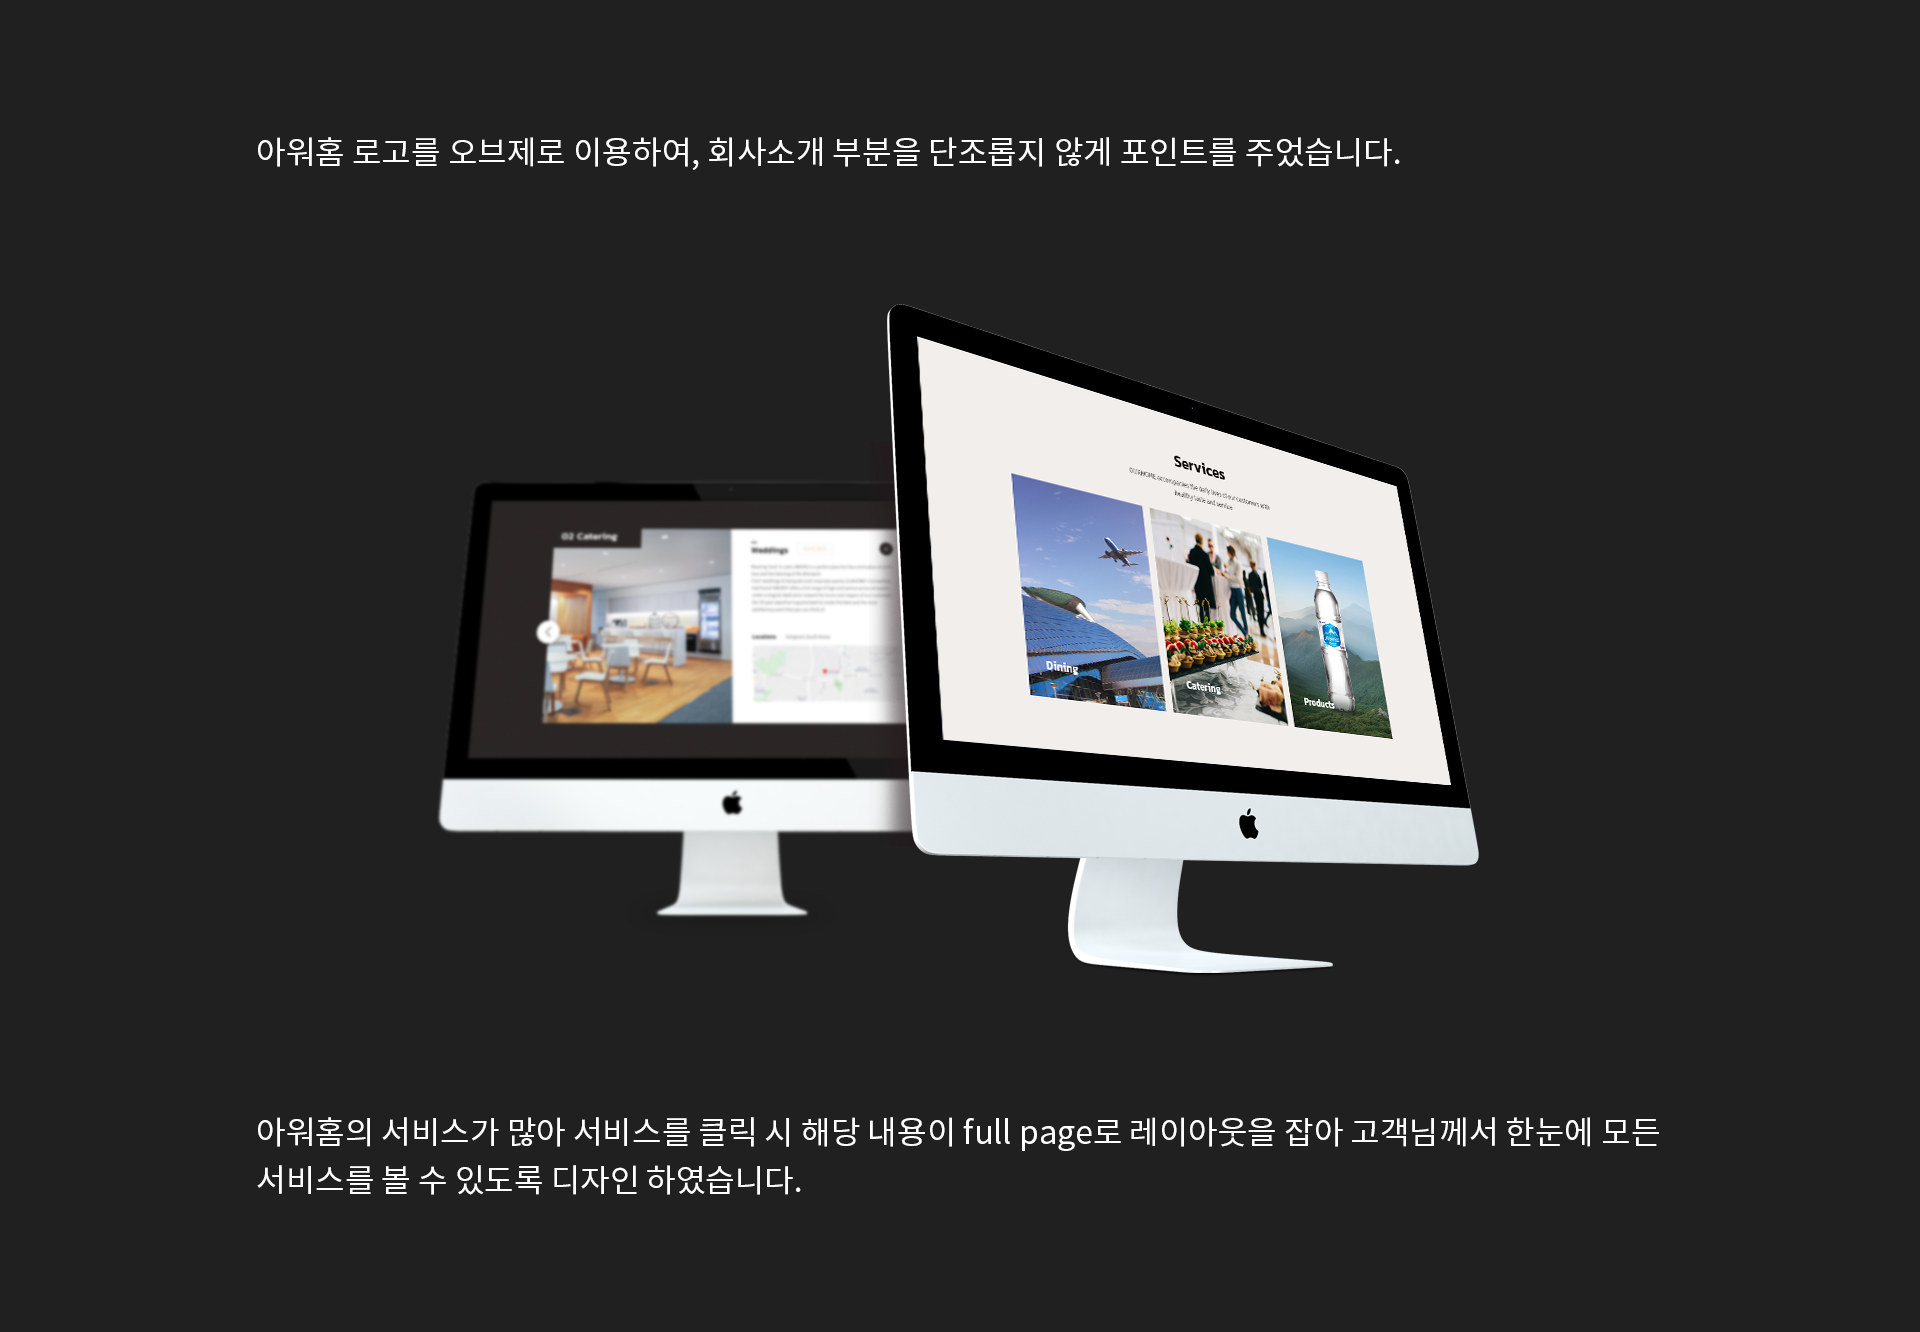 아워홈 로고를 오브제로 이용하여, 회사소개 부분을 단조롭지 않게 포인트를 주었습니다.
Services
OURHOME accompanies the daily lives of our customers with
healthy taste and service
Dining
Catering
Products
02 Catering
Weddings
Locations
아워홈의 서비스가 많아 서비스를 클릭 시 해당 내용이 full page로 레이아웃을 잡아 고객님께서 한눈에 모든
서비스를 볼 수 있도록 디자인 하였습니다.